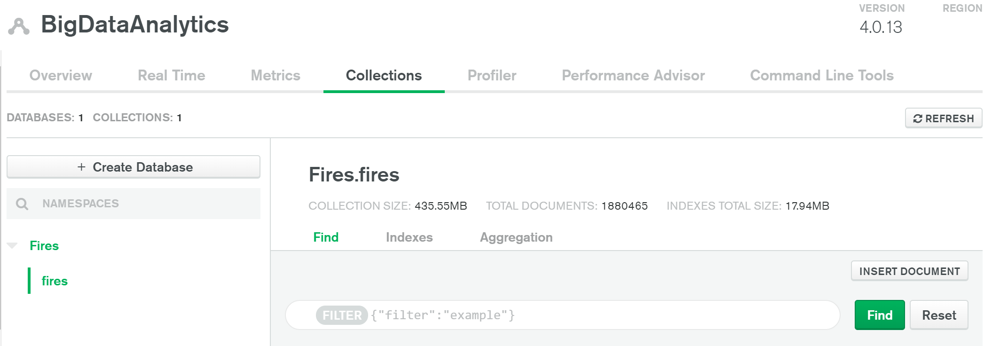 BigDataAnalytics
VERSION REGION
4.0.13
Overview Real Time Metrics Collections Profiler Performance Advisor Command Line Tools
DATABASES: 1 COLLECTIONS: 1
REFRESH
+ Create Database
NAMESPACES
Fires
fires
Fires.fires
COLLECTION SIZE: 435.55MB TOTAL DOCUMENTS: 1880465 INDEXES TOTAL SIZE: 17.94MB
Find Indexes Aggregation
INSERT DOCUMENT
FILTER {"filter":"example"}
Find Reset